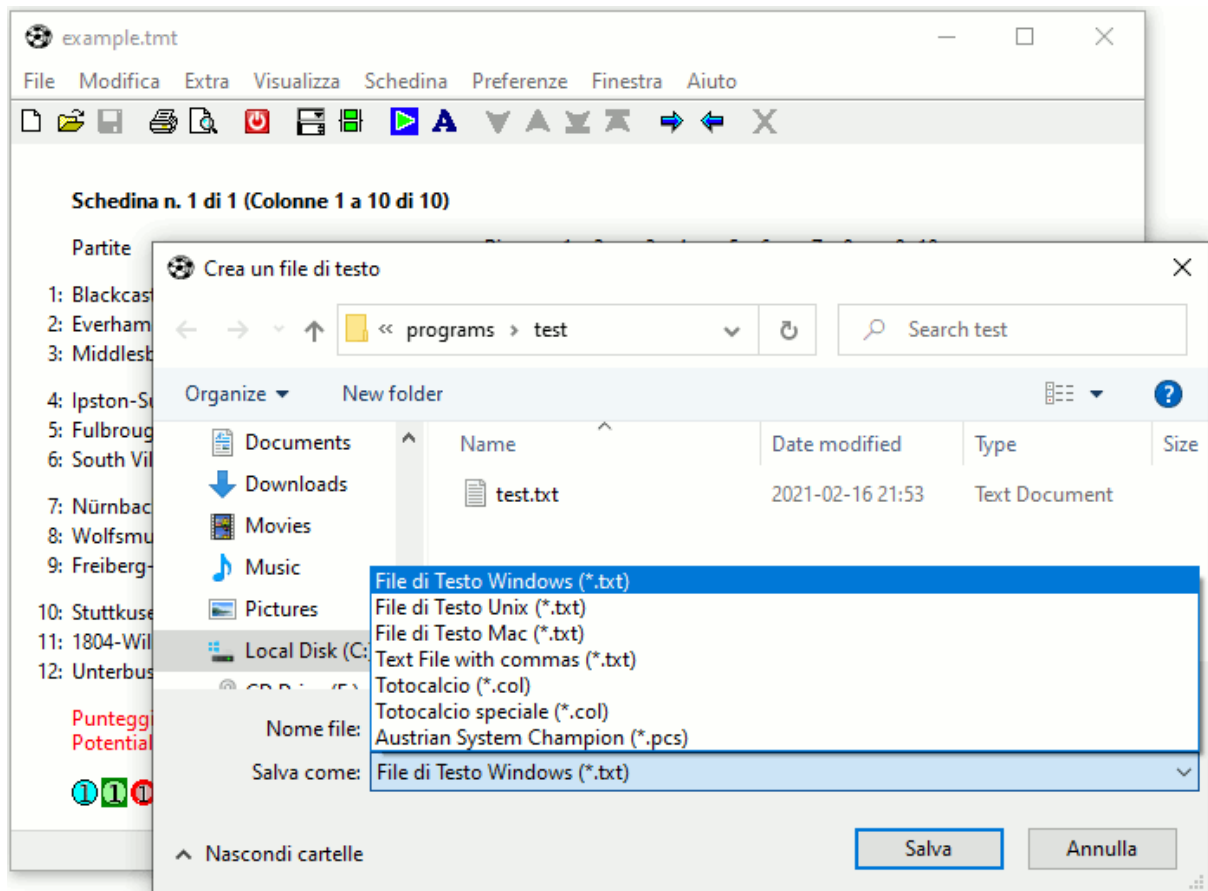 example.tmt
File Modifica Extra Visualizza Schedina Preferenze Finestra Aiuto
Schedina n. 1 di 1 (Colonne 1 a 10 di 10)
Partite
Crea un file di testo
1: Blackcast
2: Everham
3: Middlesb
4: Ipston-Su
5: Fulbroug
6: South Vil
7: Nürnbac
8: Wolfsmu
9: Freiberg-
10: Stuttkuse
11: 1804-Wil
12: Unterbus
Punteggi
Potential
1 1 1
« programs › test
Search test
Organize New folder
Name Date modified Type Size
Documents
Downloads
Movies
Music
Pictures
Local Disk (C:
test.txt 2021-02-16 21:53 Text Document
File di Testo Windows (*.txt)
File di Testo Unix (*.txt)
File di Testo Mac (*.txt)
Text File with commas (*.txt)
Totocalcio (*.col)
Totocalcio speciale (*.col)
Austrian System Champion (*.pcs)
Nome file:
Salva come: File di Testo Windows (*.txt)
Nascondi cartelle
Salva Annulla